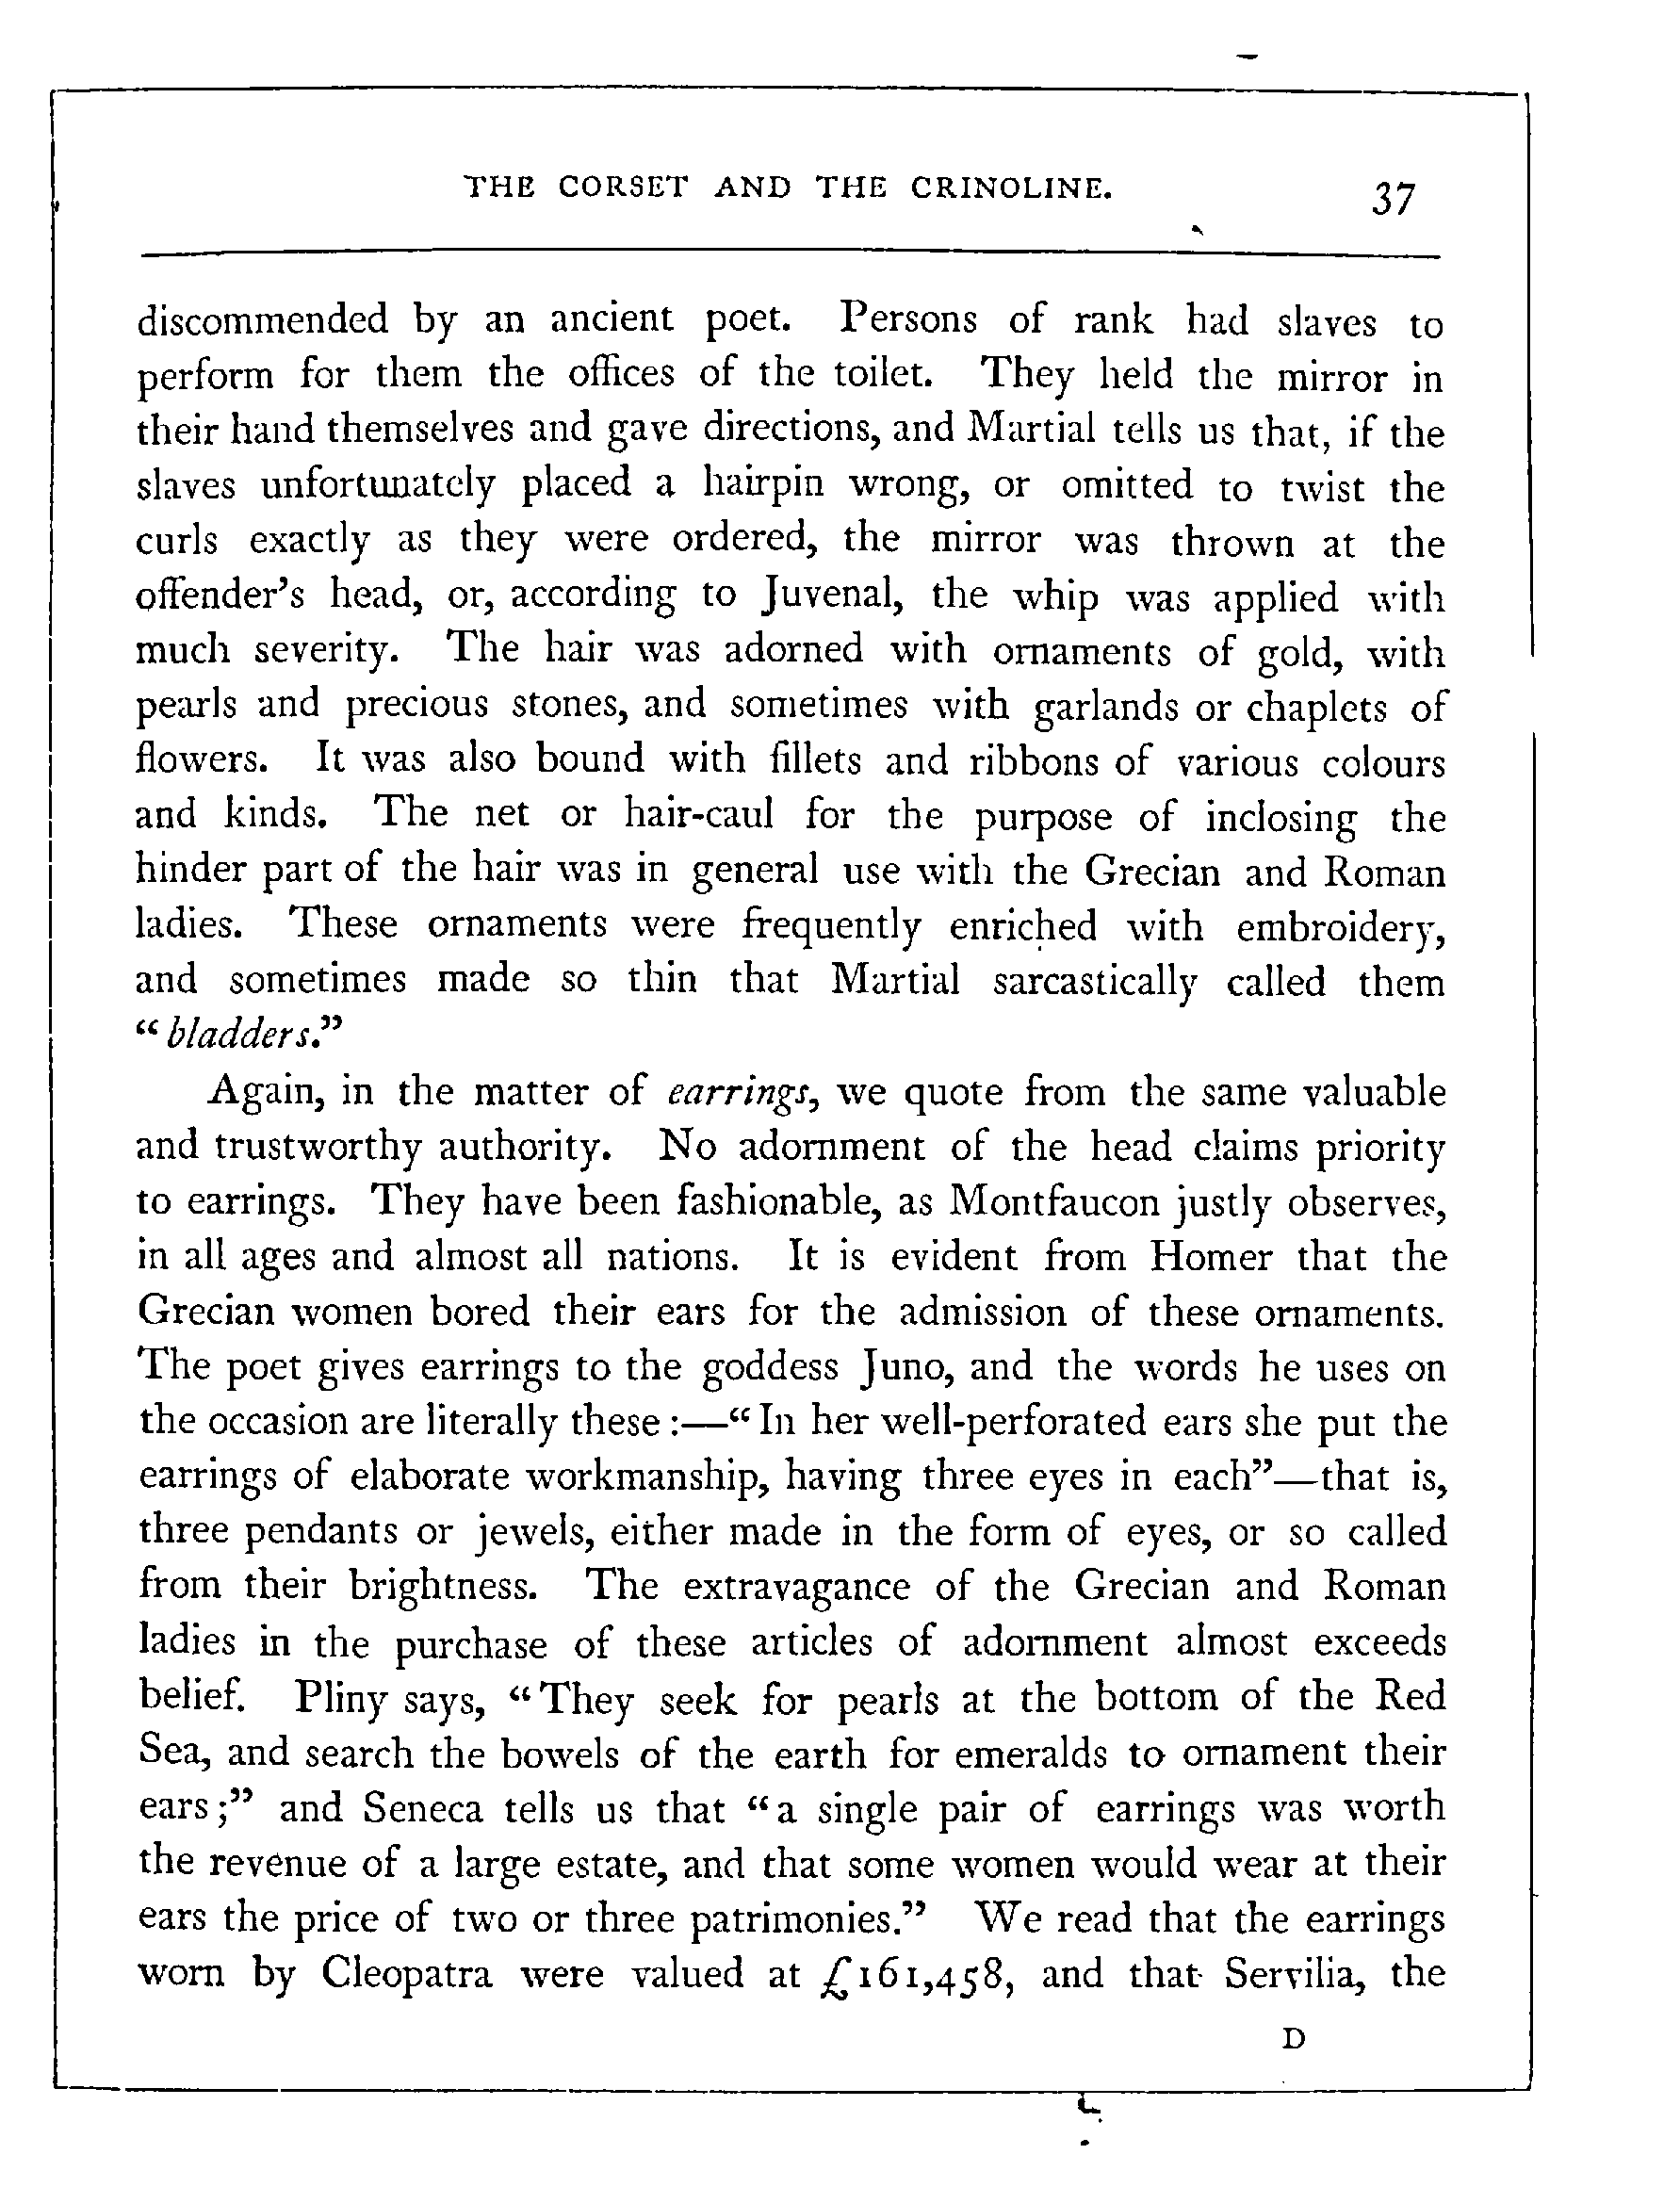 THE CORSET AND THE CRINOLINE. 37
discommended by an ancient poet. Persons of rank had slaves to
perform for them the offices of the toilet. They held the mirror in
their hand themselves and gave directions, and Martial tells us that, if the
slaves unfortunately placed a hairpin wrong, or omitted to twist the
curls exactly as they were ordered, the mirror was thrown at the
offender's head, or, according to Juvenal, the whip was applied with
much severity. The hair was adorned with ornaments of gold, with
pearls and precious stones, and sometimes with garlands or chaplets of
flowers. It was also bound with fillets and ribbons of various colours
and kinds. The net or hair-caul for the purpose of inclosing the
hinder part of the hair was in general use with the Grecian and Roman
ladies. These ornaments were frequently enriched with embroidery,
and sometimes made so thin that Martial sarcastically called them
“bladders.”
Again, in the matter of earrings, we quote from the same valuable
and trustworthy authority. No adornment of the head claims priority
to earrings. They have been fashionable, as Montfaucon justly observes,
in all ages and almost all nations. It is evident from Homer that the
Grecian women bored their ears for the admission of these ornaments.
The poet gives earrings to the goddess Juno, and the words he uses on
the occasion are literally these:—“In her well-perforated ears she put the
earrings of elaborate workmanship, having three eyes in each”—that is,
three pendants or jewels, either made in the form of eyes, or so called
from their brightness. The extravagance of the Grecian and Roman
ladies in the purchase of these articles of adornment almost exceeds
belief. Pliny says, “They seek for pearls at the bottom of the Red
Sea, and search the bowels of the earth for emeralds to ornament their
ears;” and Seneca tells us that “a single pair of earrings was worth
the revenue of a large estate, and that some women would wear at their
ears the price of two or three patrimonies.” We read that the earrings
worn by Cleopatra were valued at £161,458, and that Servilia, the
D